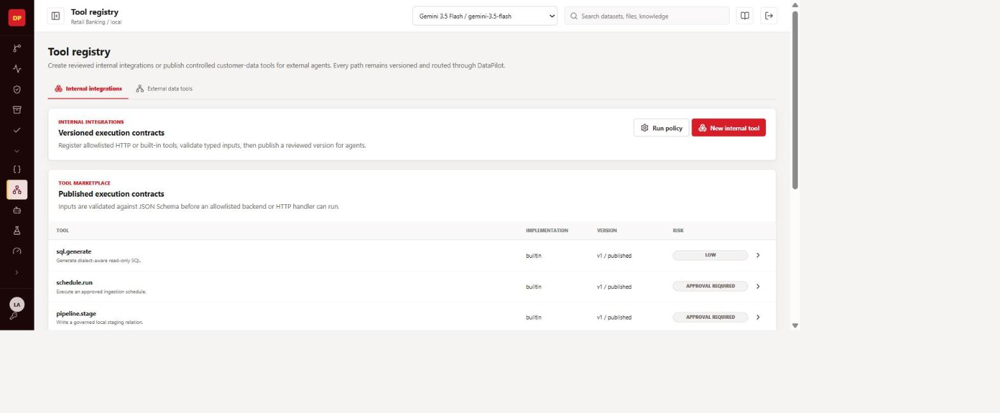 DP
Tool registry
Retail Banking / local
Gemini 3.5 Flash / gemini-3.5-flash
Search datasets, files, knowledge
Tool registry
Create reviewed internal integrations or publish controlled customer-data tools for external agents. Every path remains versioned and routed through DataPilot.
Internal integrations
External data tools
INTERNAL INTEGRATIONS
Versioned execution contracts
Register allowlisted HTTP or built-in tools, validate typed inputs, then publish a reviewed version for agents.
Run policy
New internal tool
TOOL MARKETPLACE
Published execution contracts
Inputs are validated against JSON Schema before an allowlisted backend or HTTP handler can run.
TOOL IMPLEMENTATION VERSION RISK
sql.generate
Generate dialect-aware read-only SQL.
builtin v1 / published LOW
schedule.run
Execute an approved ingestion schedule.
builtin v1 / published APPROVAL REQUIRED
pipeline.stage
Write a governed local staging relation.
builtin v1 / published APPROVAL REQUIRED
LA